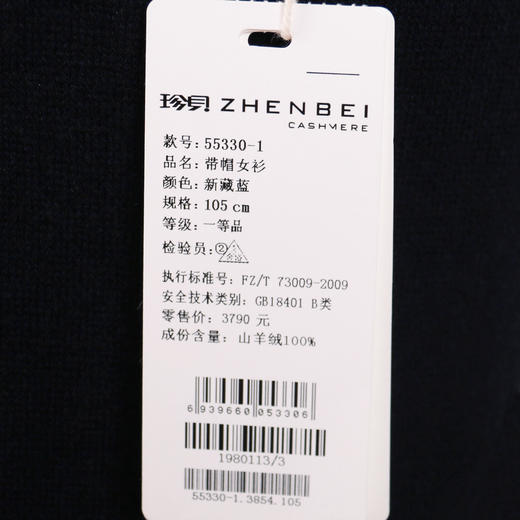 珍贝 ZHENBEI
CASHMERE
款号: 55330-1
品名: 带帽女衫
颜色: 新藏蓝
规格: 105 cm
等级: 一等品
检验员: ②
执行标准号: FZ/T 73009-2009
安全技术类别: GB18401 B类
零售价: 3790 元
成份含量: 山羊绒100%
6 939660 053306
1980113/3
55330-1.3854.105